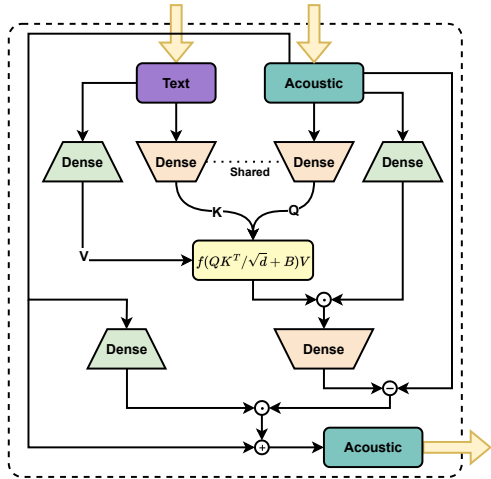 Text
Acoustic
Dense
Dense
Dense
Dense
Shared
K
Q
V
f(QK^T/√d + B)V
Dense
Dense
Acoustic